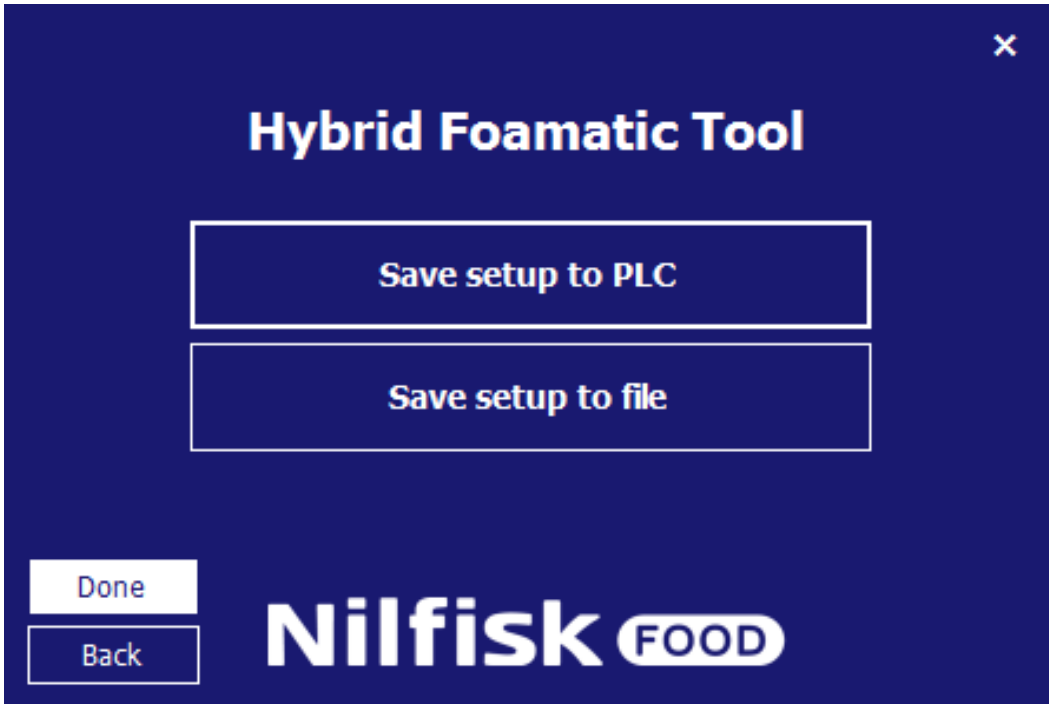 ×
Hybrid Foamatic Tool
Save setup to PLC
Save setup to file
Done
Back
Nilfisk FOOD